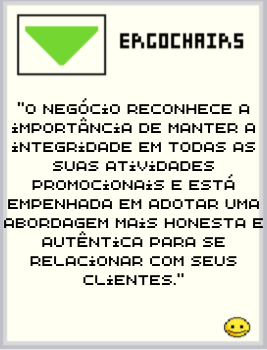 ERGOCHAIRS
"O NEGÓCIO RECONHECE A
IMPORTÂNCIA DE MANTER A
INTEGRIDADE EM TODAS AS
SUAS ATIVIDADES
PROMOCIONAIS E ESTÁ
EMPENHADA EM ADOTAR UMA
ABORDAGEM MAIS HONESTA E
AUTÊNTICA PARA SE
RELACIONAR COM SEUS
CLIENTES."